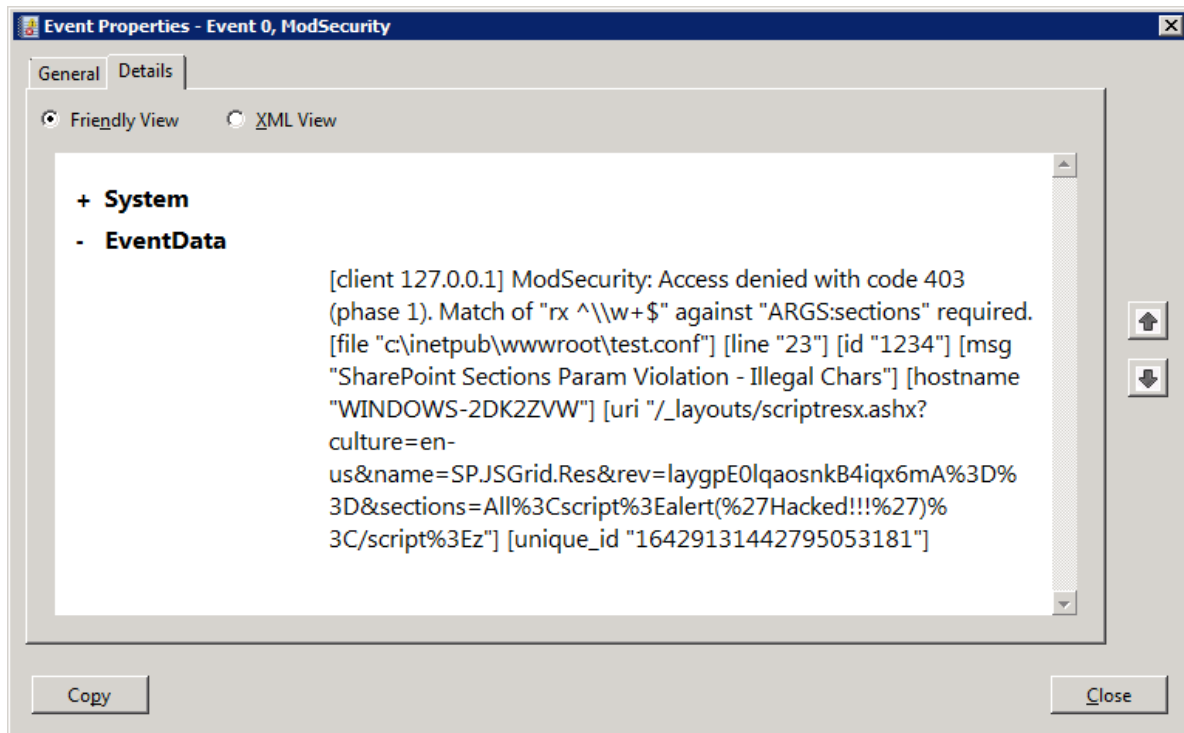 Event Properties - Event 0, ModSecurity
General Details
Friendly View XML View
+ System
- EventData
[client 127.0.0.1] ModSecurity: Access denied with code 403
(phase 1). Match of "rx ^\\w+$" against "ARGS:sections" required.
[file "c:\inetpub\wwwroot\test.conf"] [line "23"] [id "1234"] [msg
"SharePoint Sections Param Violation - Illegal Chars"] [hostname
"WINDOWS-2DK2ZVW"] [uri "/_layouts/scriptresx.ashx?
culture=en-
us&name=SP.JSGrid.Res&rev=laygpE0lqaosnkB4iqx6mA%3D%
3D&sections=All%3Cscript%3Ealert(%27Hacked!!!%27)%
3C/script%3Ez"] [unique_id "16429131442795053181"]
Copy Close